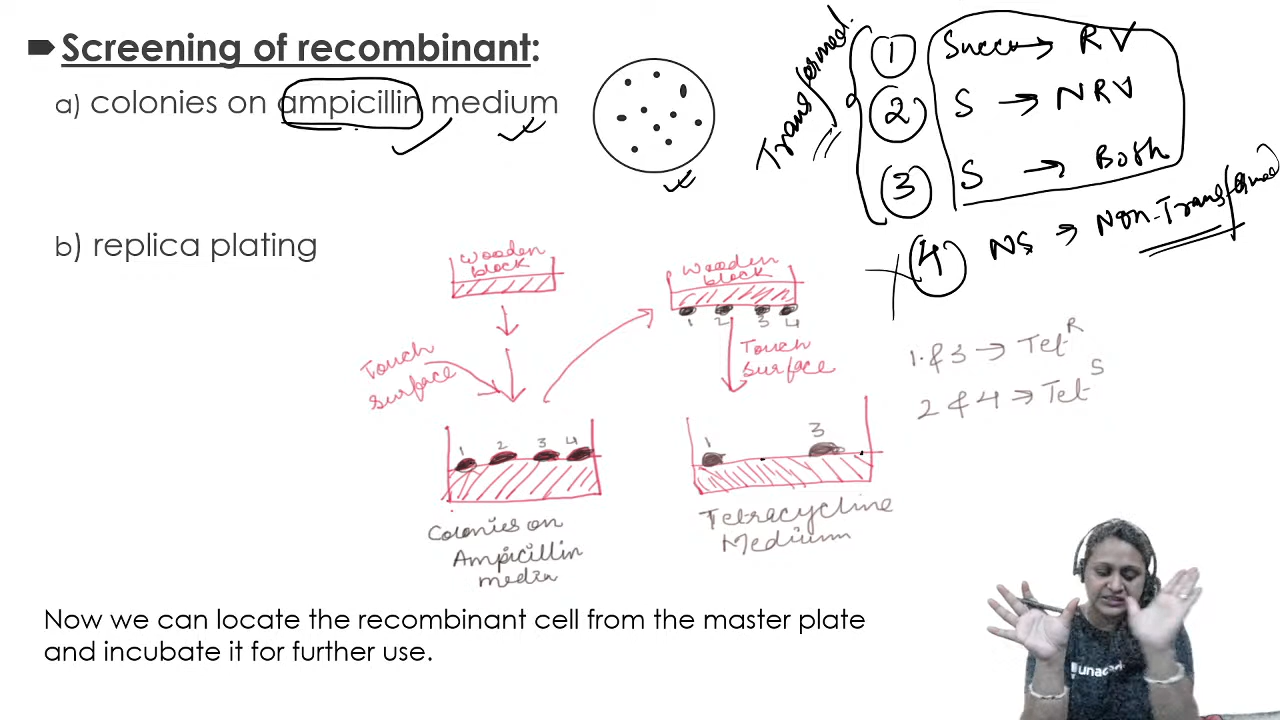 Screening of recombinant:
a) colonies on ampicillin medium
b) replica plating
Transformed.
1 Succe → RV
2 S → NRV
3 S → Both
4 NS → Non-Transformed
Wooden
block
Touch
Surface
1 2 3 4
Colonies on
Ampicillin
media
Wooden
block
1 2 3 4
Touch
surface
1 3
Tetracycline
Medium
1 & 3 → Tet R
2 & 4 → Tet S
Now we can locate the recombinant cell from the master plate
and incubate it for further use.